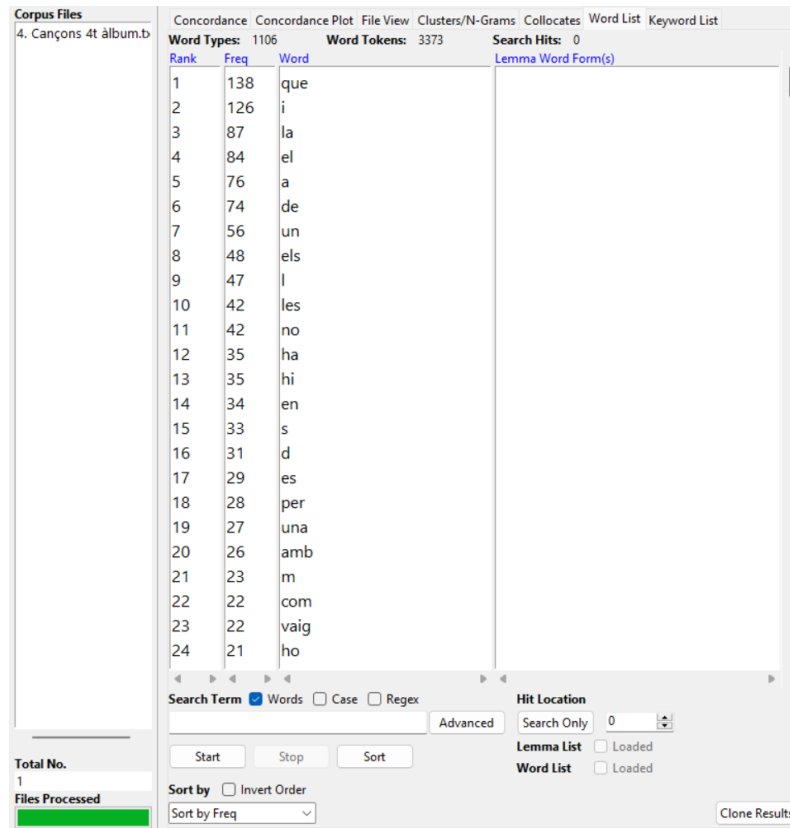 Corpus Files
4. Cançons 4t àlbum.tx
Total No.
1
Files Processed
Concordance Concordance Plot File View Clusters/N-Grams Collocates Word List Keyword List
Word Types: 1106 Word Tokens: 3373 Search Hits: 0
Rank Freq Word Lemma Word Form(s)
1 138 que
2 126 i
3 87 la
4 84 el
5 76 a
6 74 de
7 56 un
8 48 els
9 47 l
10 42 les
11 42 no
12 35 ha
13 35 hi
14 34 en
15 33 s
16 31 d
17 29 es
18 28 per
19 27 una
20 26 amb
21 23 m
22 22 com
23 22 vaig
24 21 ho
Search Term Words Case Regex Hit Location
Advanced Search Only 0
Start Stop Sort Lemma List Loaded
Word List Loaded
Sort by Invert Order
Sort by Freq Clone Results